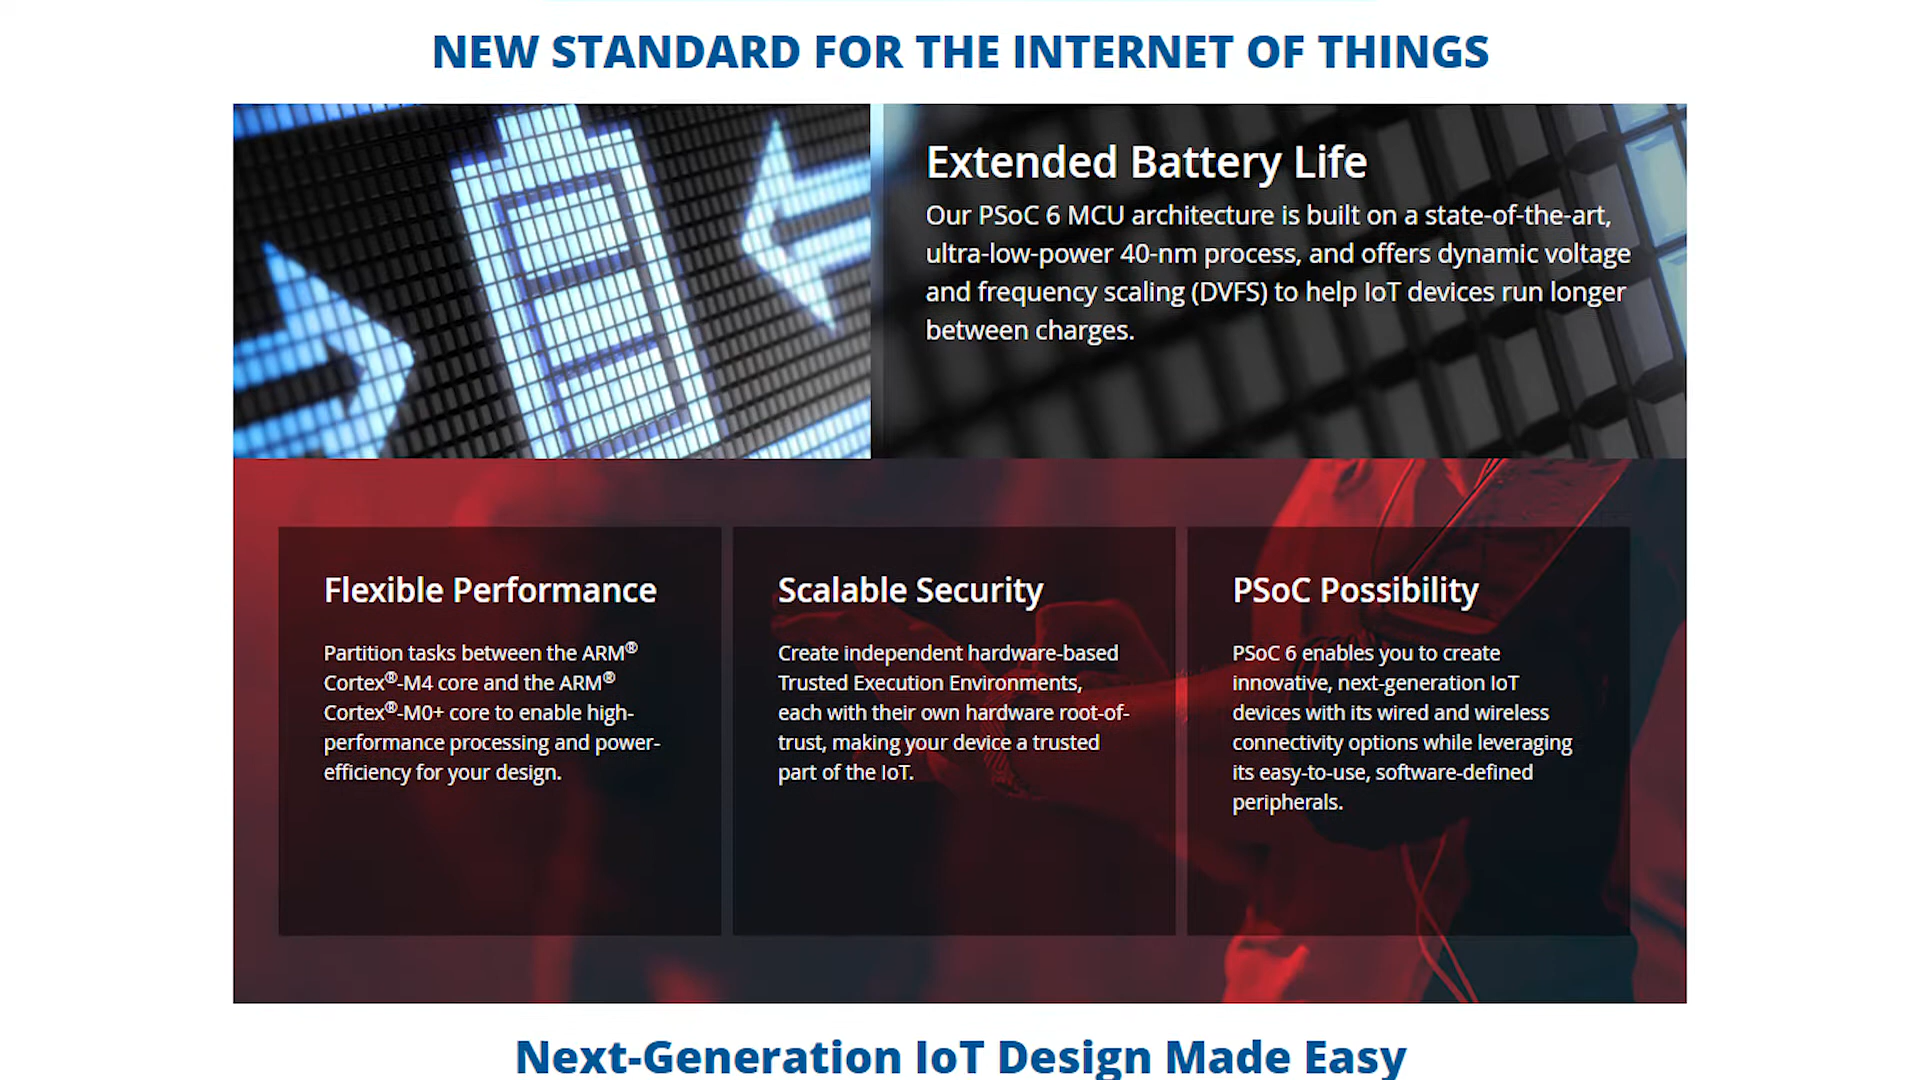 NEW STANDARD FOR THE INTERNET OF THINGS
Extended Battery Life
Our PSoC 6 MCU architecture is built on a state-of-the-art,
ultra-low-power 40-nm process, and offers dynamic voltage
and frequency scaling (DVFS) to help IoT devices run longer
between charges.
Flexible Performance
Partition tasks between the ARM®
Cortex®-M4 core and the ARM®
Cortex®-M0+ core to enable high-
performance processing and power-
efficiency for your design.
Scalable Security
Create independent hardware-based
Trusted Execution Environments,
each with their own hardware root-of-
trust, making your device a trusted
part of the IoT.
PSoC Possibility
PSoC 6 enables you to create
innovative, next-generation IoT
devices with its wired and wireless
connectivity options while leveraging
its easy-to-use, software-defined
peripherals.
Next-Generation IoT Design Made Easy